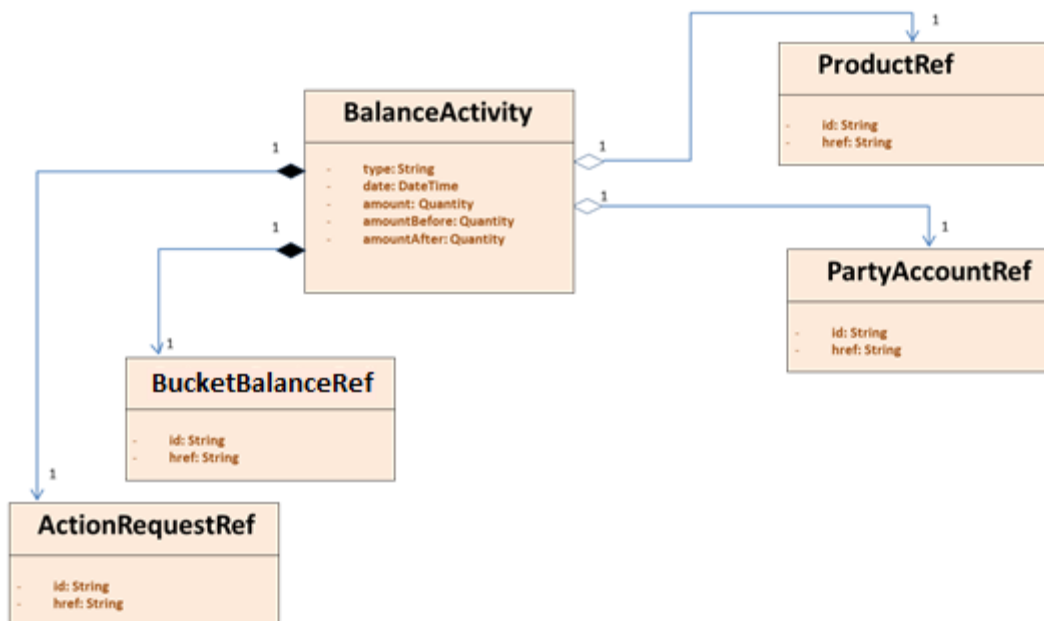 1
ProductRef
- id: String
- href: String
BalanceActivity
- type: String
- date: DateTime
- amount: Quantity
- amountBefore: Quantity
- amountAfter: Quantity
1
1
1
1
1
PartyAccountRef
- id: String
- href: String
1
BucketBalanceRef
- id: String
- href: String
1
ActionRequestRef
- id: String
- href: String